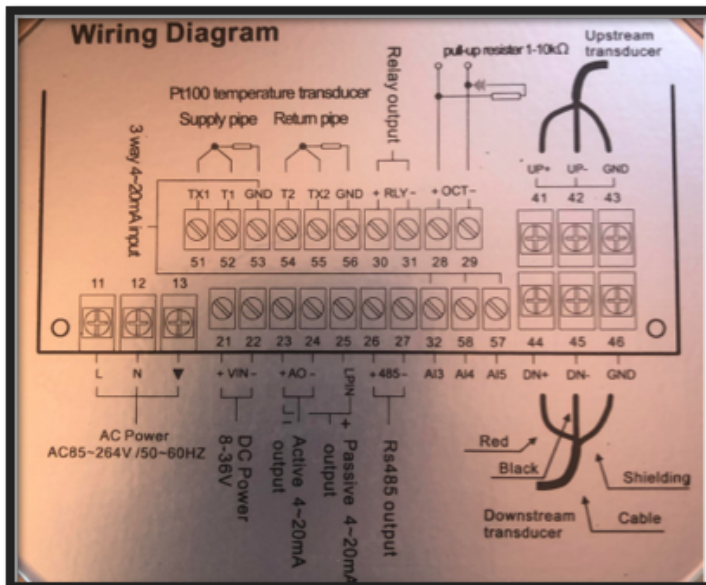 Wiring Diagram
Upstream
transducer
pull-up resister 1-10kΩ
Relay output
Pt100 temperature transducer
Supply pipe Return pipe
3 way 4~20mA input
UP+ UP- GND
TX1 T1 GND T2 TX2 GND + RLY - + OCT -
41 42 43
51 52 53 54 55 56 30 31 28 29
11 12 13
21 22 23 24 25 26 27 32 58 57 44 45 46
L N ▼ + VIN - + AO - LPIN + 485 - AI3 AI4 AI5 DN+ DN- GND
AC Power
AC85~264V /50~60HZ
DC Power
8-36V
- +
Active 4~20mA
output
Passive 4~20mA
output
Rs485 output
Red
Black
Shielding
Downstream
transducer
Cable